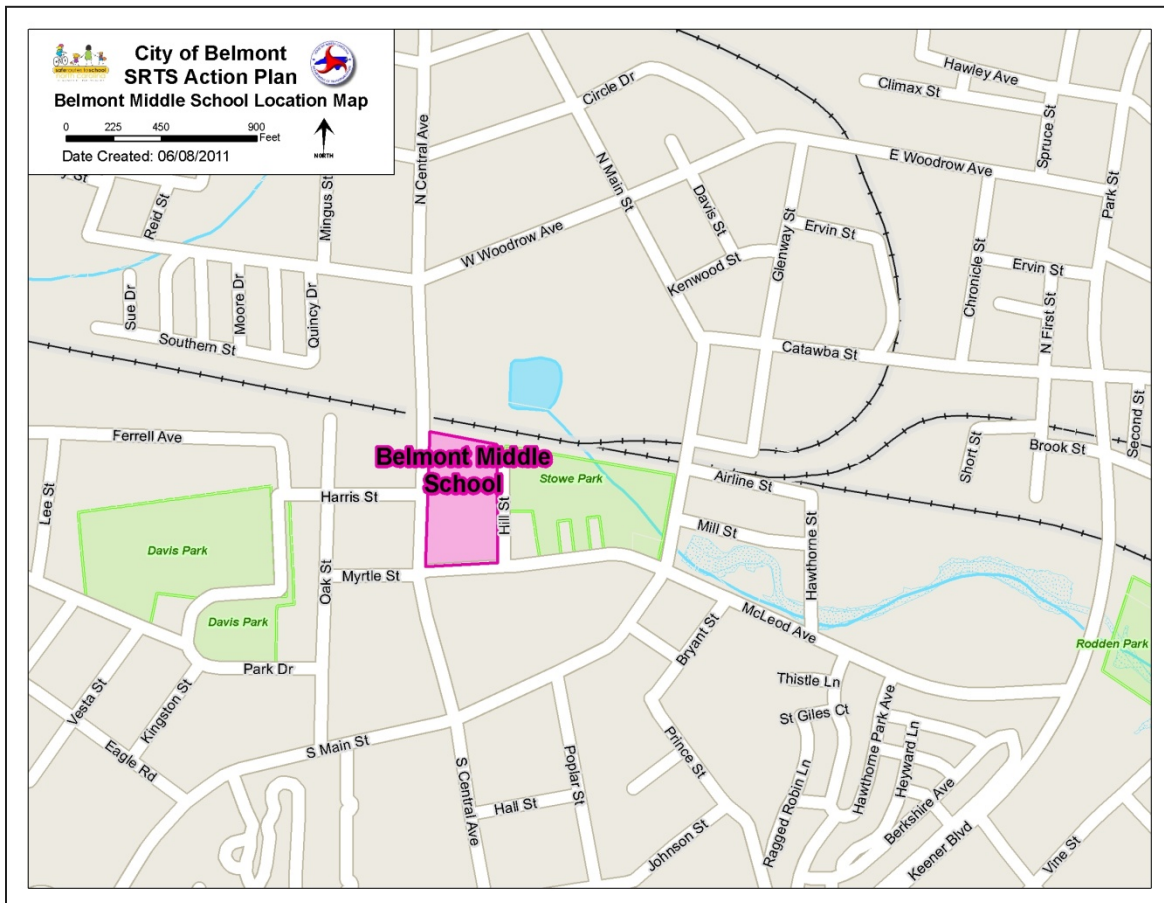 City of Belmont
SRTS Action Plan
Belmont Middle School Location Map
0 225 450 900
Feet
NORTH
Date Created: 06/08/2011
Hawley Ave
Climax St
Circle Dr
Spruce St
N Central Ave
N Main St
E Woodrow Ave
Park St
Reid St
Mingus St
Davis St
Glenway St
Ervin St
W Woodrow Ave
Kenwood St
Chronicle St
Ervin St
N First St
Sue Dr
Moore Dr
Quincy Dr
Southern St
Catawba St
Second St
Ferrell Ave
Belmont Middle
School
Short St
Brook St
Lee St
Harris St
Hill St
Stowe Park
Airline St
Mill St
Hawthorne St
Davis Park
Oak St
Myrtle St
McLeod Ave
Davis Park
Bryant St
Rodden Park
Park Dr
Thistle Ln
Vesta St
Kingston St
St Giles Ct
Hawthorne Park Ave
Heyward Ln
Eagle Rd
S Main St
Poplar St
Prince St
S Central Ave
Hall St
Ragged Robin Ln
Berkshire Ave
Johnson St
Keener Blvd
Vine St